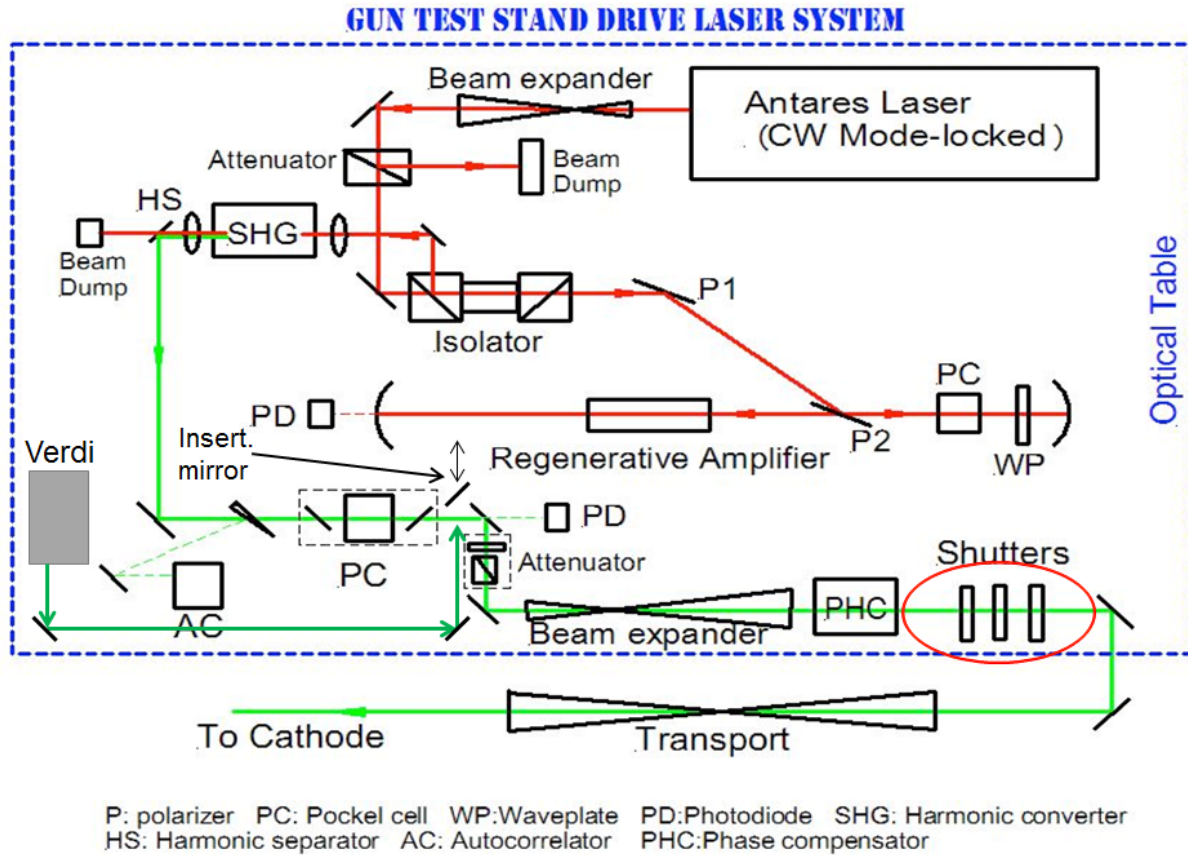 GUN TEST STAND DRIVE LASER SYSTEM
Beam expander
Antares Laser
(CW Mode-locked)
Attenuator
Beam
Dump
HS
SHG
Beam
Dump
P1
Isolator
Optical Table
PC
PD
P2
Regenerative Amplifier
WP
Verdi
Insert.
mirror
PD
PC
Attenuator
Shutters
AC
PHC
Beam expander
To Cathode
Transport
P: polarizer PC: Pockel cell WP:Waveplate PD:Photodiode SHG: Harmonic converter
HS: Harmonic separator AC: Autocorrelator PHC:Phase compensator